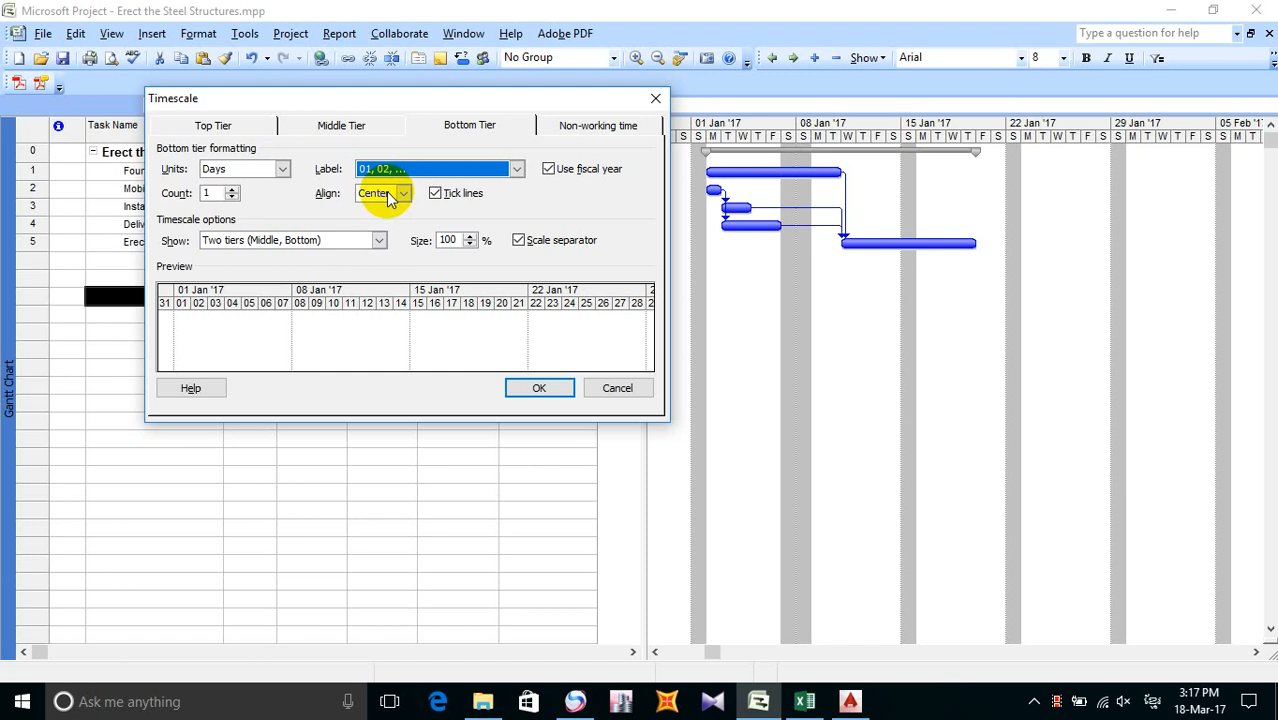 Microsoft Project - Erect the Steel Structures.mpp
File Edit View Insert Format Tools Project Report Collaborate Window Help Adobe PDF
Type a question for help
No Group
Show
Arial
8
B I U
Timescale
Top Tier Middle Tier Bottom Tier Non-working time
Bottom tier formatting
Units: Days Label: 01, 02, ... Use fiscal year
Count: 1 Align: Center Tick lines
Timescale options
Show: Two tiers (Middle, Bottom) Size: 100 % Scale separator
Preview
01 Jan '17 08 Jan '17 15 Jan '17 22 Jan '17 2
31 01 02 03 04 05 06 07 08 09 10 11 12 13 14 15 16 17 18 19 20 21 22 23 24 25 26 27 28 2
Help OK Cancel
Task Name
0 Erect the
1 Four
2 Mobi
3 Insta
4 Deliv
5 Erec
01 Jan '17 08 Jan '17 15 Jan '17 22 Jan '17 29 Jan '17 05 Feb '17
S S M T W T F S S M T W T F S S M T W T F S S M T W T F S S M T W T F S S M T
Gantt Chart
Ask me anything
3:17 PM
18-Mar-17